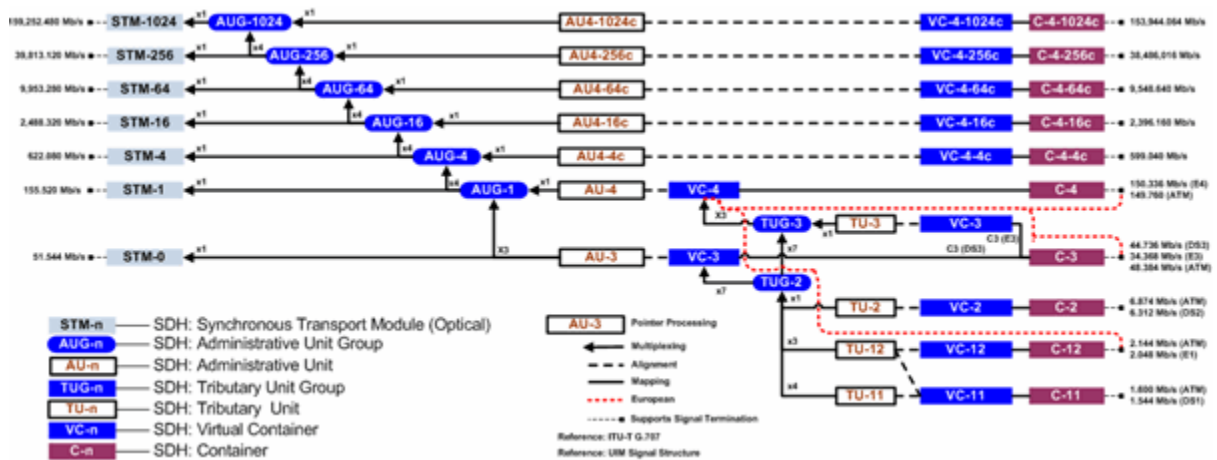 159,252.480 Mb/s STM-1024 x1 AUG-1024 x1 AU4-1024c VC-4-1024c C-4-1024c 153,944.064 Mb/s
x4
39,813.120 Mb/s STM-256 x1 AUG-256 x1 AU4-256c VC-4-256c C-4-256c 38,486,016 Mb/s
x4
9,953.280 Mb/s STM-64 x1 AUG-64 x1 AU4-64c VC-4-64c C-4-64c 9,548.640 Mb/s
x4
2,488.320 Mb/s STM-16 x1 AUG-16 x1 AU4-16c VC-4-16c C-4-16c 2,396.160 Mb/s
x4
622.080 Mb/s STM-4 x1 AUG-4 x1 AU4-4c VC-4-4c C-4-4c 599.040 Mb/s
x4
155.520 Mb/s STM-1 x1 AUG-1 x1 AU-4 VC-4 C-4 150.336 Mb/s (E4)
149.760 (ATM)
X3 TUG-3 x1 TU-3 VC-3
C3 (E3)
x7 C3 (DS3)
51.544 Mb/s STM-0 x1 X3 AU-3 VC-3 C-3 44.736 Mb/s (DS3)
34.368 Mb/s (E3)
48.384 Mb/s (ATM)
x7 TUG-2
x1 TU-2 VC-2 C-2 6.874 Mb/s (ATM)
6.312 Mb/s (DS2)
x3 TU-12 VC-12 C-12 2.144 Mb/s (ATM)
2.048 Mb/s (E1)
x4 TU-11 VC-11 C-11 1.600 Mb/s (ATM)
1.544 Mb/s (DS1)
STM-n SDH: Synchronous Transport Module (Optical)
AUG-n SDH: Administrative Unit Group
AU-n SDH: Administrative Unit
TUG-n SDH: Tributary Unit Group
TU-n SDH: Tributary Unit
VC-n SDH: Virtual Container
C-n SDH: Container
AU-3 Pointer Processing
Multiplexing
Alignment
Mapping
European
Supports Signal Termination
Reference: ITU-T G.707
Reference: UIM Signal Structure